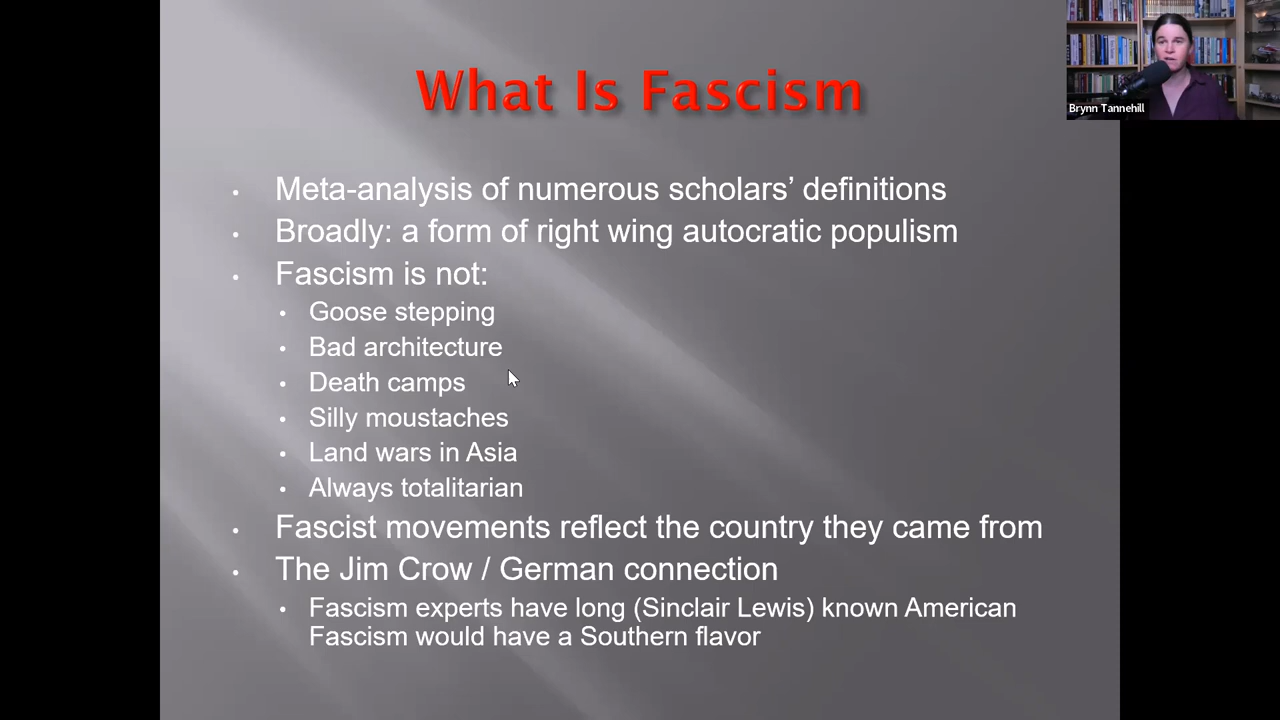 What Is Fascism
Brynn Tannehill
• Meta-analysis of numerous scholars’ definitions
• Broadly: a form of right wing autocratic populism
• Fascism is not:
• Goose stepping
• Bad architecture
• Death camps
• Silly moustaches
• Land wars in Asia
• Always totalitarian
• Fascist movements reflect the country they came from
• The Jim Crow / German connection
• Fascism experts have long (Sinclair Lewis) known American
Fascism would have a Southern flavor